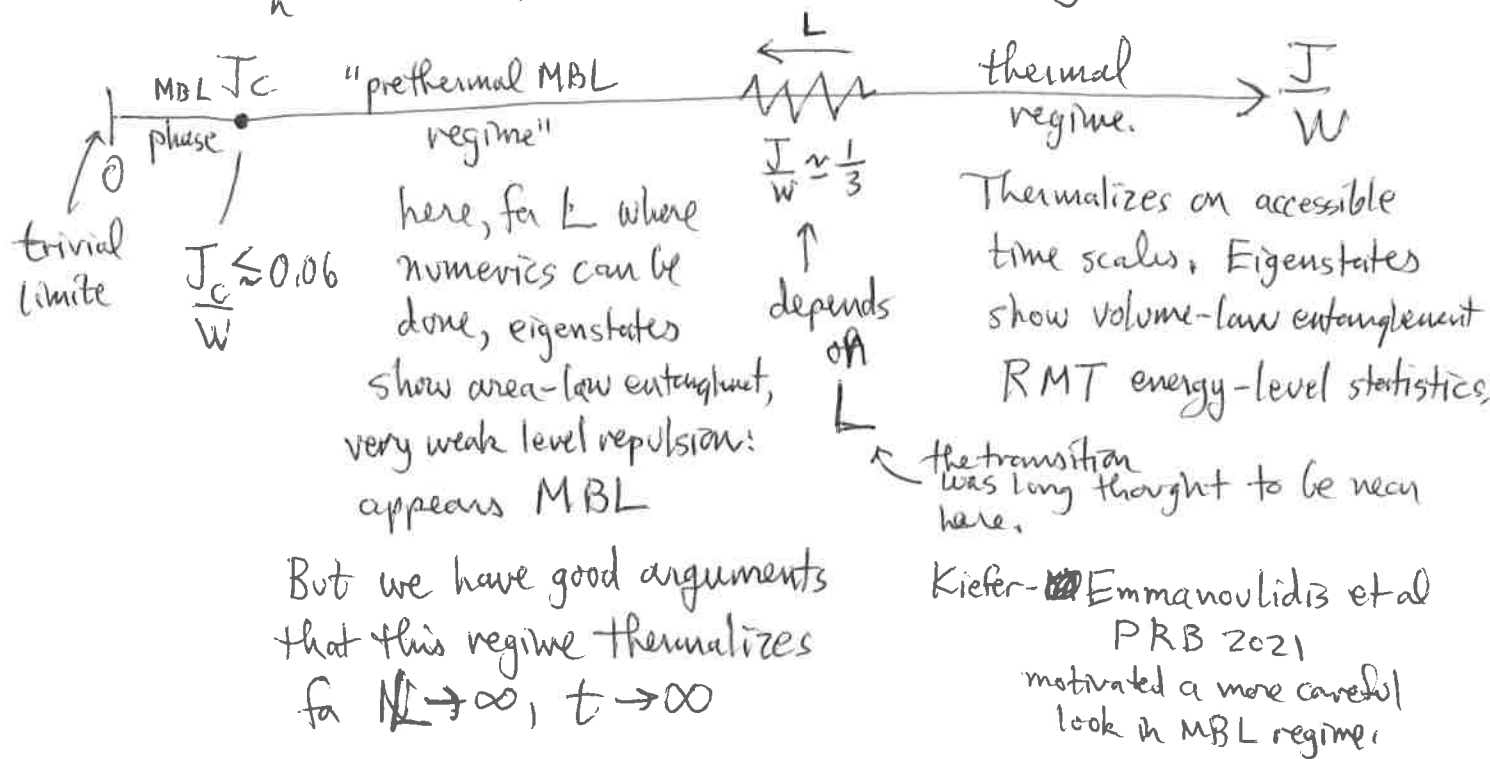 L
MBL Jc "prethermal MBL thermal J/W
phase regime" regime.
0
trivial
limite
Jc/W ≲ 0.06
here, for L where
numerics can be
done, eigenstates
show area-law entanglmet,
very weak level repulsion:
appears MBL
But we have good arguments
that this regime thermalizes
for L → ∞, t → ∞
J/W ≈ 1/3
depends
on
L
the transition
was long thought to be near
here.
Thermalizes on accessible
time scales. Eigenstates
show volume-law entanglement
RMT energy-level statistics,
Kiefer-Emmanoulidis et al
PRB 2021
motivated a more careful
look in MBL regime.